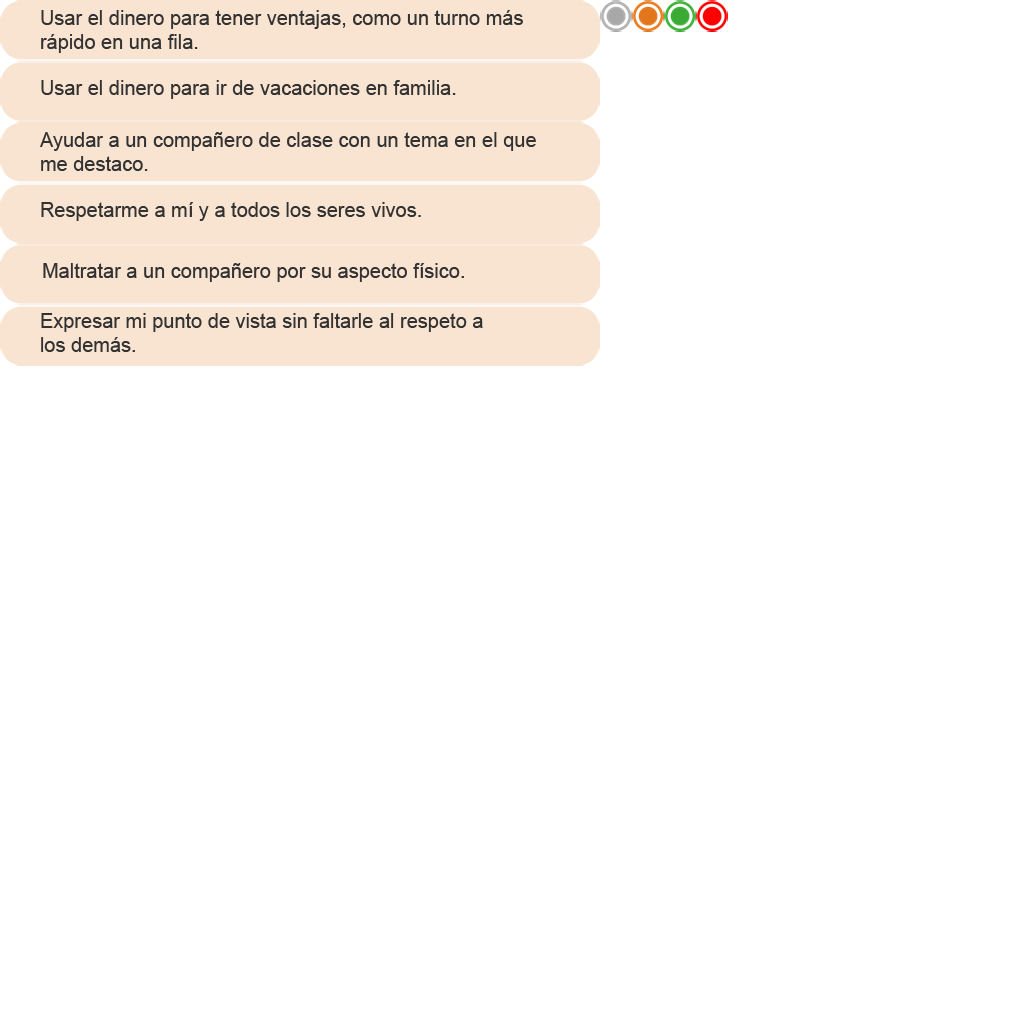 Usar el dinero para tener ventajas, como un turno más
rápido en una fila.
Usar el dinero para ir de vacaciones en familia.
Ayudar a un compañero de clase con un tema en el que
me destaco.
Respetarme a mí y a todos los seres vivos.
Maltratar a un compañero por su aspecto físico.
Expresar mi punto de vista sin faltarle al respeto a
los demás.